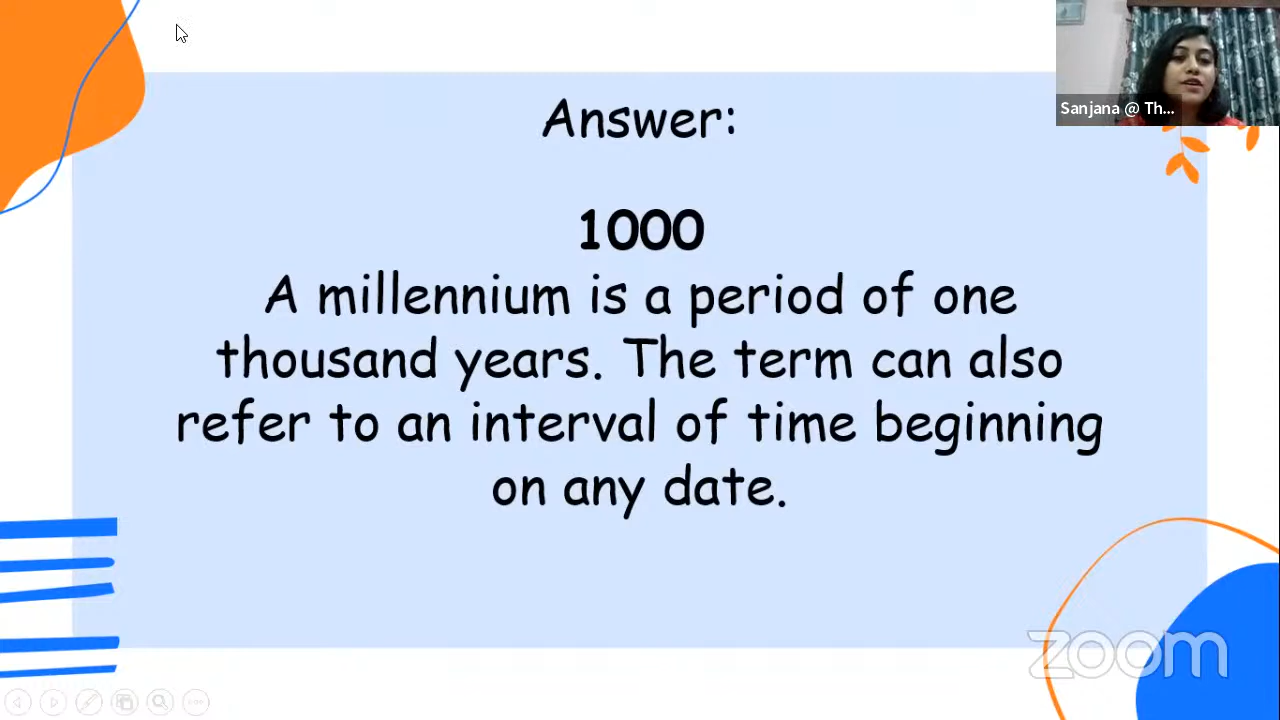 Sanjana @ Th...
Answer:
1000
A millennium is a period of one
thousand years. The term can also
refer to an interval of time beginning
on any date.
zoom